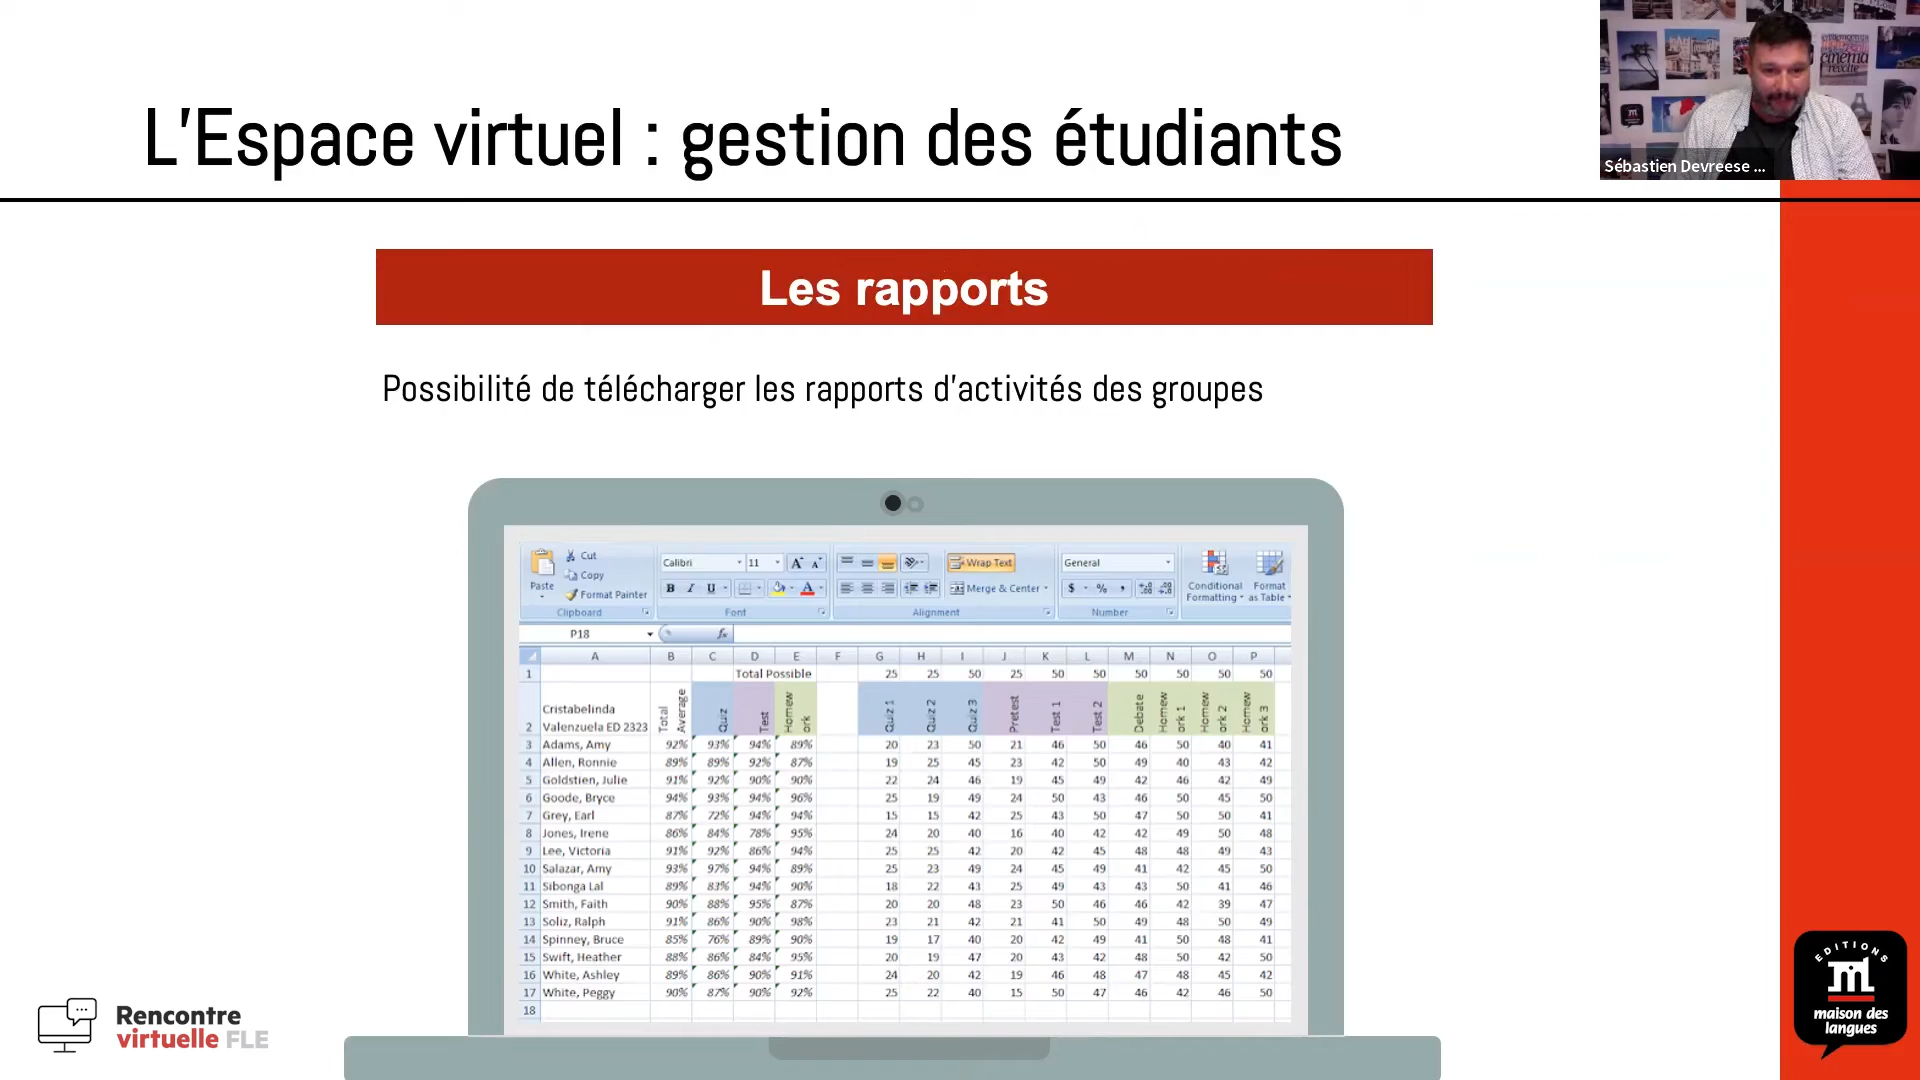 L'Espace virtuel : gestion des étudiants
cinéma
révolte
Sébastien Devreese ...
Les rapports
Possibilité de télécharger les rapports d'activités des groupes
Cut
Copy
Format Painter
Paste
Clipboard
Calibri 11
B I U
Font
Wrap Text
Merge & Center
Alignment
General
$ % ,
Number
Conditional Formatting
Format as Table
P18 fx
A B C D E F G H I J K L M N O P
1 Total Possible 25 25 50 25 50 50 50 50 50 50
2 Cristabelinda Valenzuela ED 2323 Total Average Quiz Test Homework Quiz 1 Quiz 2 Quiz 3 Pretest Test 1 Test 2 Debate Homework 1 Homework 2 Homework 3
3 Adams, Amy 92% 93% 94% 89% 20 23 50 21 46 50 46 50 40 41
4 Allen, Ronnie 89% 89% 92% 87% 19 25 45 23 42 50 49 40 43 42
5 Goldstien, Julie 91% 92% 90% 90% 22 24 46 19 45 49 42 46 42 49
6 Goode, Bryce 94% 93% 94% 96% 25 19 49 24 50 43 46 50 45 50
7 Grey, Earl 87% 72% 94% 94% 15 15 42 25 43 50 47 50 50 41
8 Jones, Irene 86% 84% 78% 95% 24 20 40 16 40 42 42 49 50 48
9 Lee, Victoria 91% 92% 86% 94% 25 25 42 20 42 45 48 48 49 43
10 Salazar, Amy 93% 97% 94% 89% 25 23 49 24 45 49 41 42 45 50
11 Sibonga Lal 89% 83% 94% 90% 18 22 43 25 49 43 43 50 41 46
12 Smith, Faith 90% 88% 95% 87% 20 20 48 23 50 46 46 42 39 47
13 Soliz, Ralph 91% 86% 90% 98% 23 21 42 21 41 50 49 48 50 49
14 Spinney, Bruce 85% 76% 89% 90% 19 17 40 20 42 49 41 50 48 41
15 Swift, Heather 88% 86% 84% 95% 20 19 47 20 43 42 48 50 42 50
16 White, Ashley 89% 86% 90% 91% 24 20 42 19 46 48 47 48 45 42
17 White, Peggy 90% 87% 90% 92% 25 22 40 15 50 47 46 42 46 50
18
Rencontre
virtuelle FLE
EDITIONS
maison des
langues